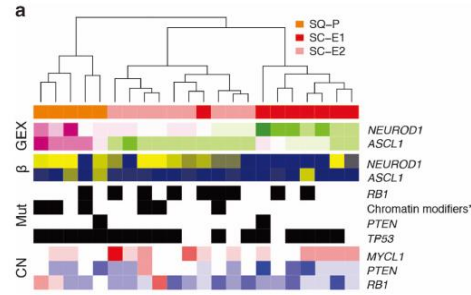 a
SQ-P
SC-E1
SC-E2
GEX
NEUROD1
ASCL1
β
NEUROD1
ASCL1
Mut
RB1
Chromatin modifiers*
PTEN
TP53
CN
MYCL1
PTEN
RB1